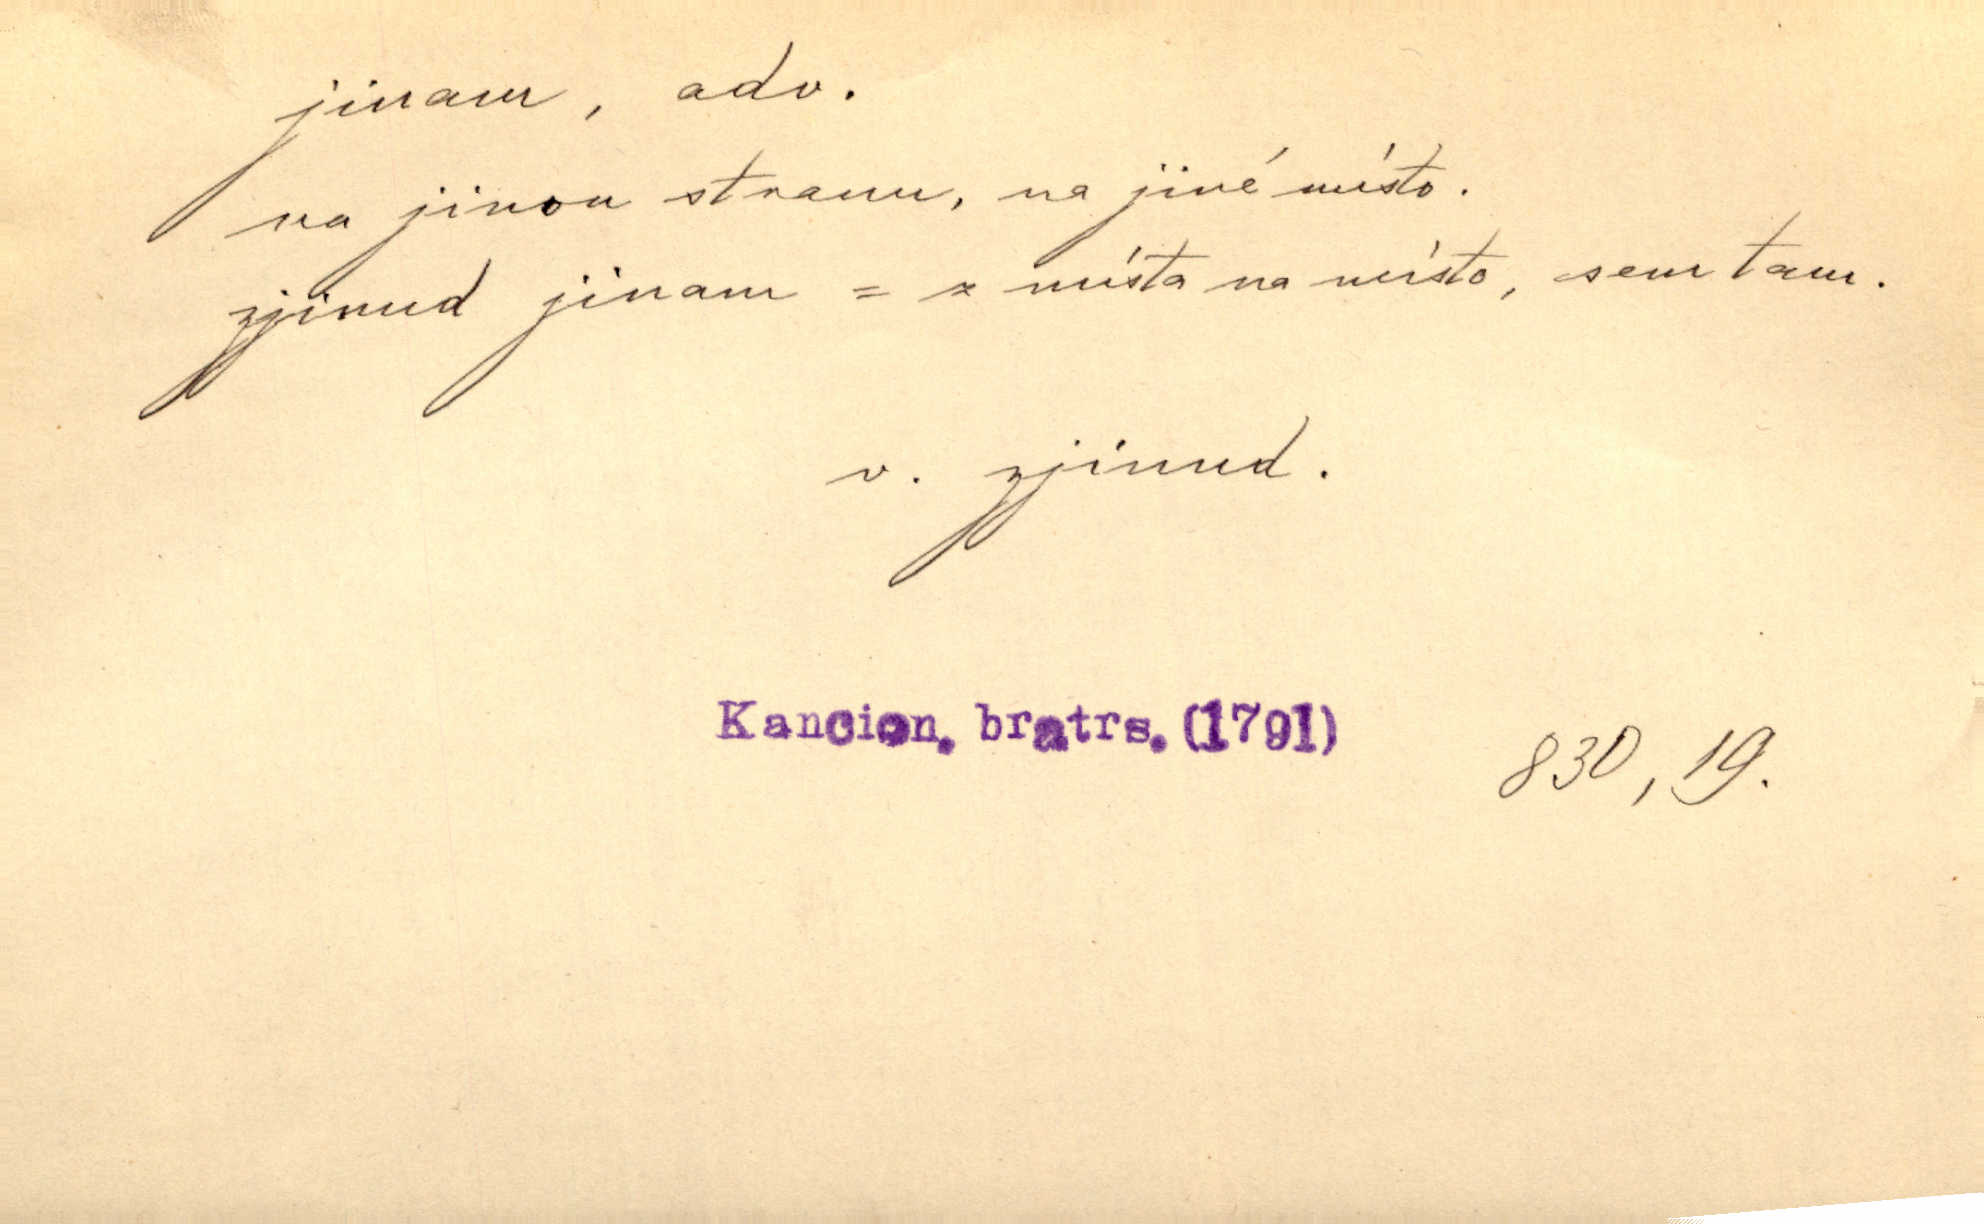 jinam, adv.
na jinou stranu, na jiné místo.
zjinud jinam = z místa na místo, sem tam.
v. zjinud.
Kancion. bratrs. (1791)
830, 19.